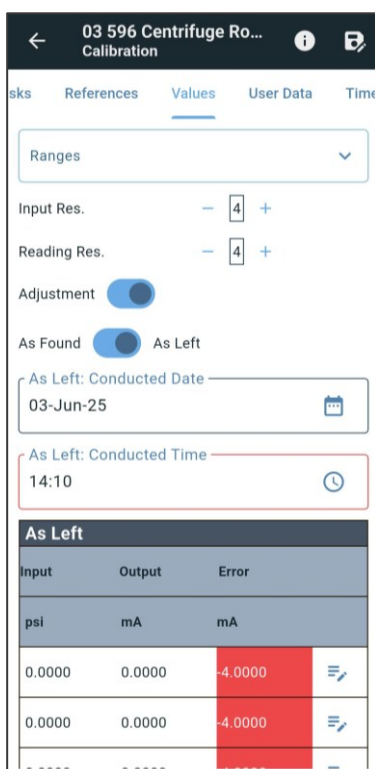 03 596 Centrifuge Ro...
Calibration
sks References Values User Data Time
Ranges
Input Res. − 4 +
Reading Res. − 4 +
Adjustment
As Found As Left
As Left: Conducted Date
03-Jun-25
As Left: Conducted Time
14:10
As Left
Input Output Error
psi mA mA
0.0000 0.0000 -4.0000
0.0000 0.0000 -4.0000